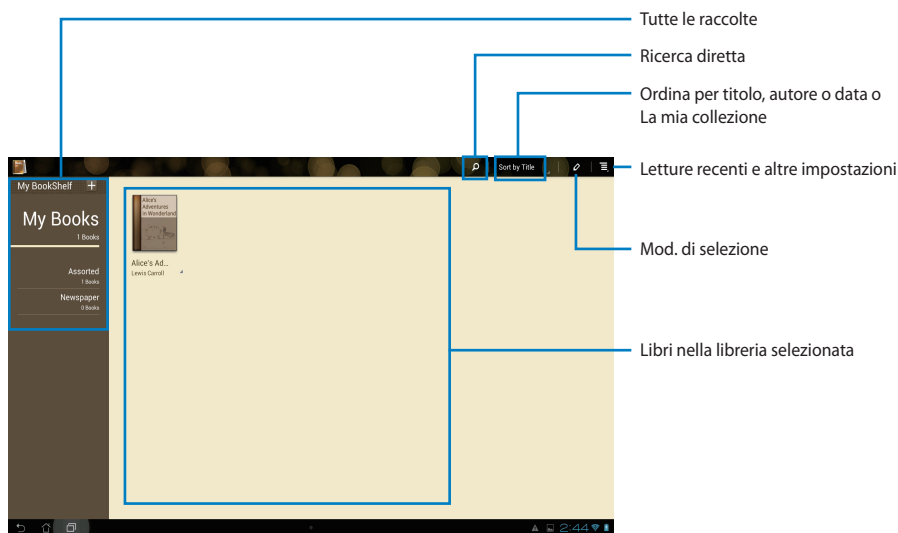 Tutte le raccolte
Ricerca diretta
Ordina per titolo, autore o data o
La mia collezione
Letture recenti e altre impostazioni
Mod. di selezione
Libri nella libreria selezionata
Sort by Title
My BookShelf +
My Books
1 Books
Assorted
1 Books
Newspaper
0 Books
Alice's
Adventures
in Wonderland
Alice's Ad...
Lewis Carroll
2:44